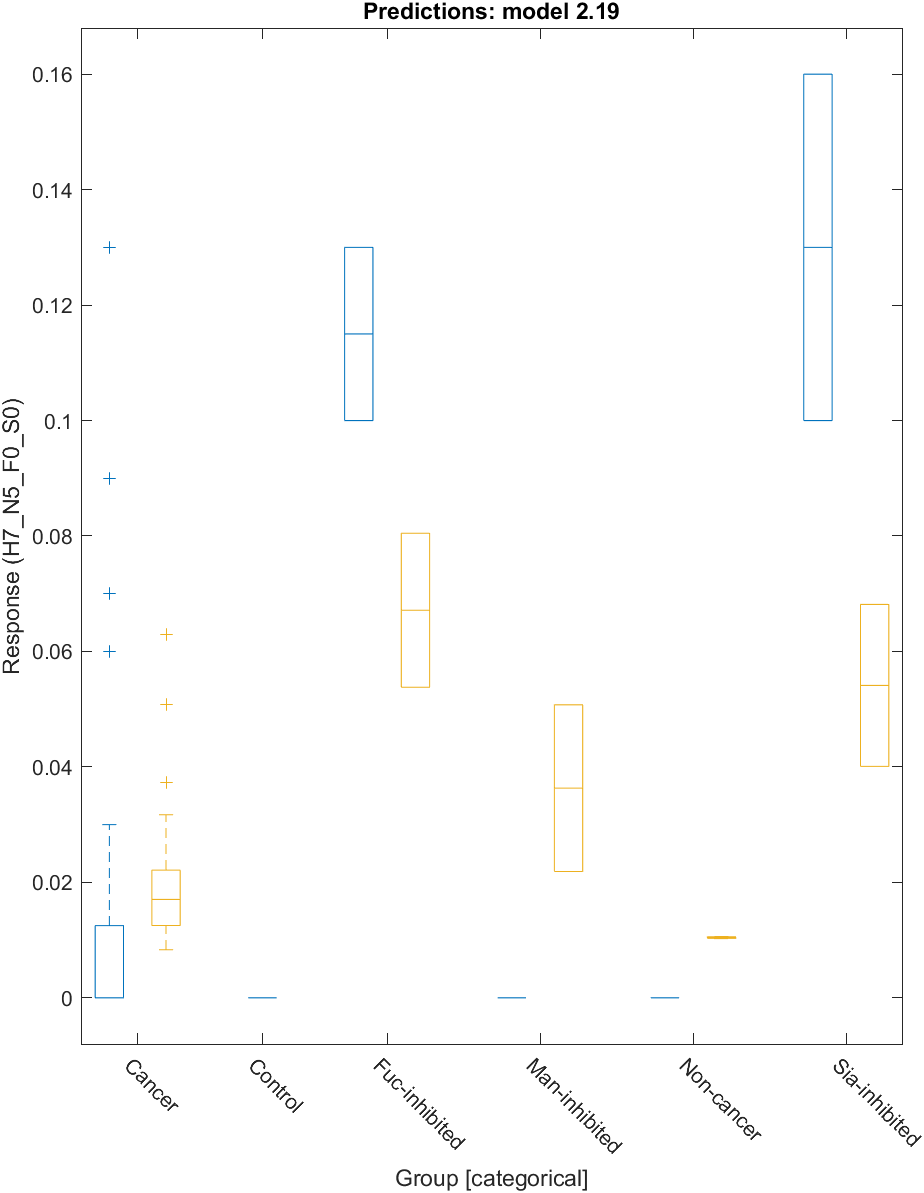 Predictions: model 2.19
0.16
0.14
0.12
0.1
0.08
0.06
0.04
0.02
0
Response (H7_N5_F0_S0)
Cancer
Control
Fuc-inhibited
Man-inhibited
Non-cancer
Sia-inhibited
Group [categorical]